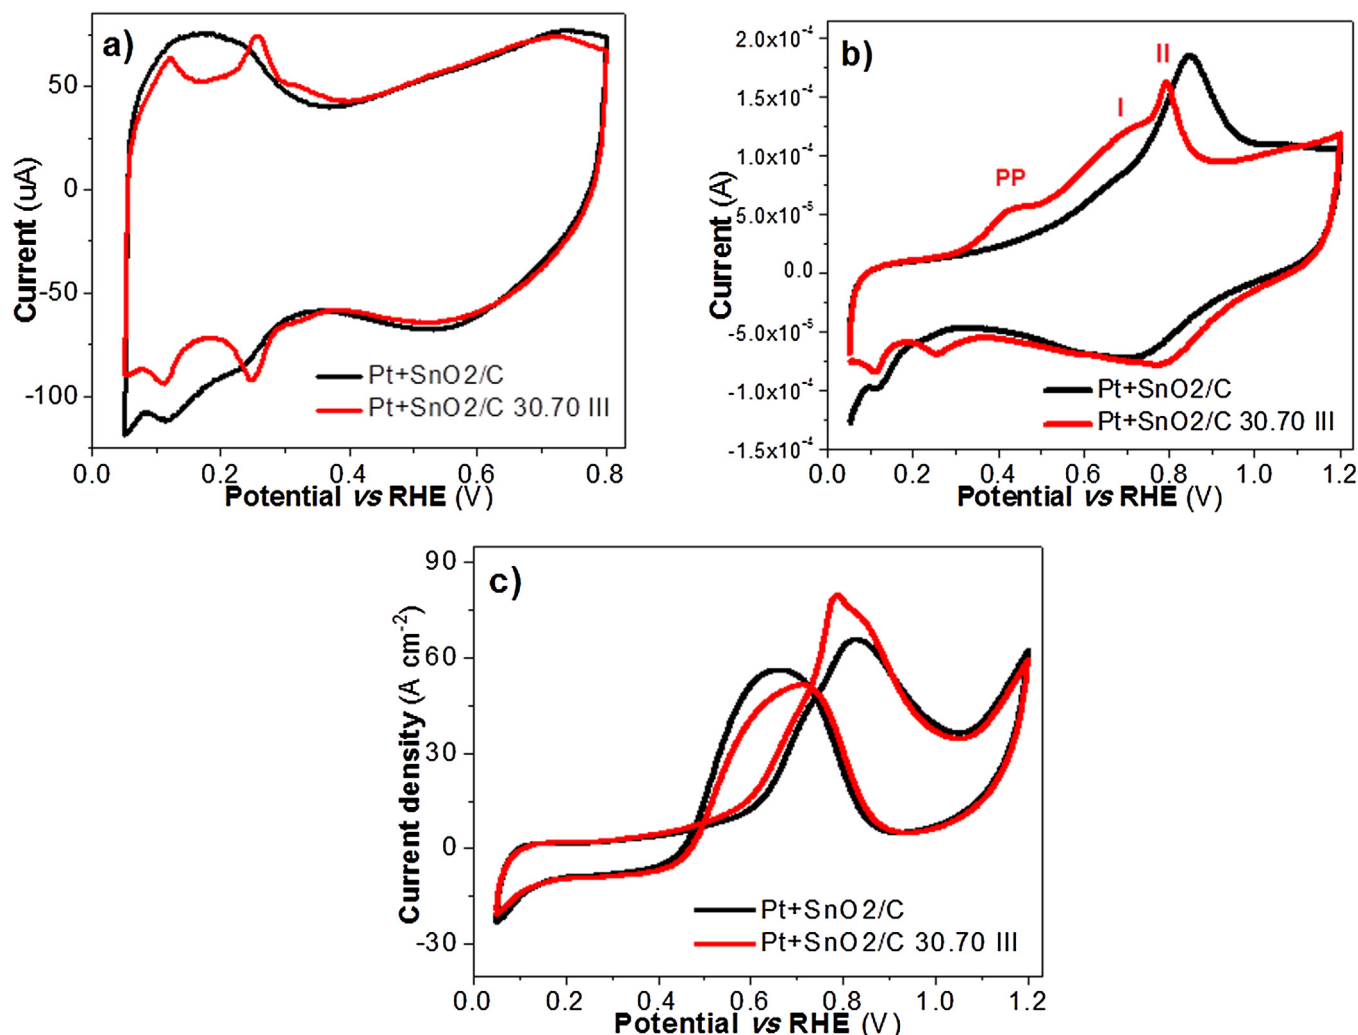 a)
50
0
-50
-100
Current (uA)
Pt+SnO2/C
Pt+SnO2/C 30.70 III
0.0 0.2 0.4 0.6 0.8
Potential vs RHE (V)
b)
2.0x10⁻⁴
1.5x10⁻⁴
1.0x10⁻⁴
5.0x10⁻⁵
0.0
-5.0x10⁻⁵
-1.0x10⁻⁴
-1.5x10⁻⁴
Current (A)
PP
I
II
Pt+SnO2/C
Pt+SnO2/C 30.70 III
0.0 0.2 0.4 0.6 0.8 1.0 1.2
Potential vs RHE (V)
c)
90
60
30
0
-30
Current density (A cm⁻²)
Pt+SnO2/C
Pt+SnO2/C 30.70 III
0.0 0.2 0.4 0.6 0.8 1.0 1.2
Potential vs RHE (V)